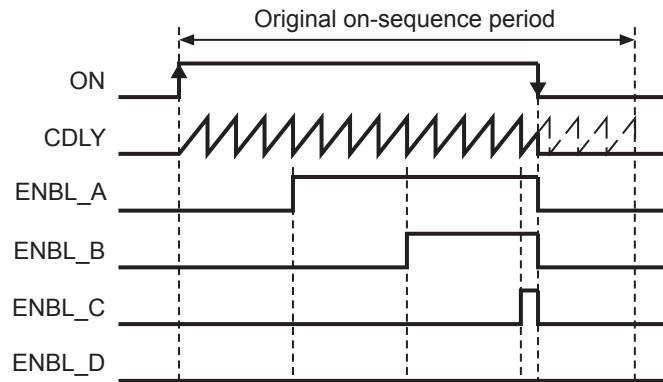 Original on-sequence period
ON
CDLY
ENBL_A
ENBL_B
ENBL_C
ENBL_D